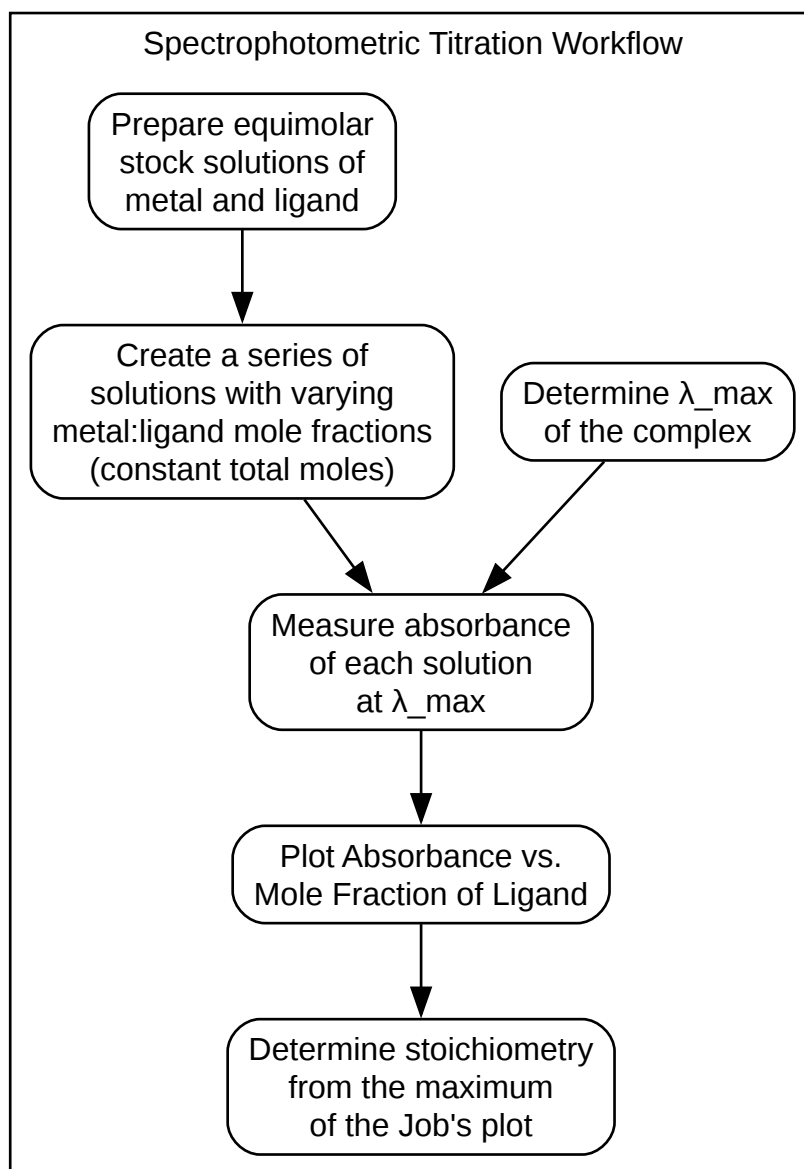 Spectrophotometric Titration Workflow
Prepare equimolar
stock solutions of
metal and ligand
Create a series of
solutions with varying
metal:ligand mole fractions
(constant total moles)
Determine λ_max
of the complex
Measure absorbance
of each solution
at λ_max
Plot Absorbance vs.
Mole Fraction of Ligand
Determine stoichiometry
from the maximum
of the Job's plot